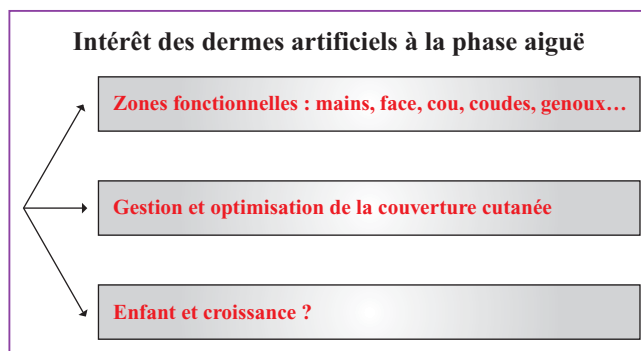 Intérêt des dermes artificiels à la phase aiguë
Zones fonctionnelles : mains, face, cou, coudes, genoux…
Gestion et optimisation de la couverture cutanée
Enfant et croissance ?